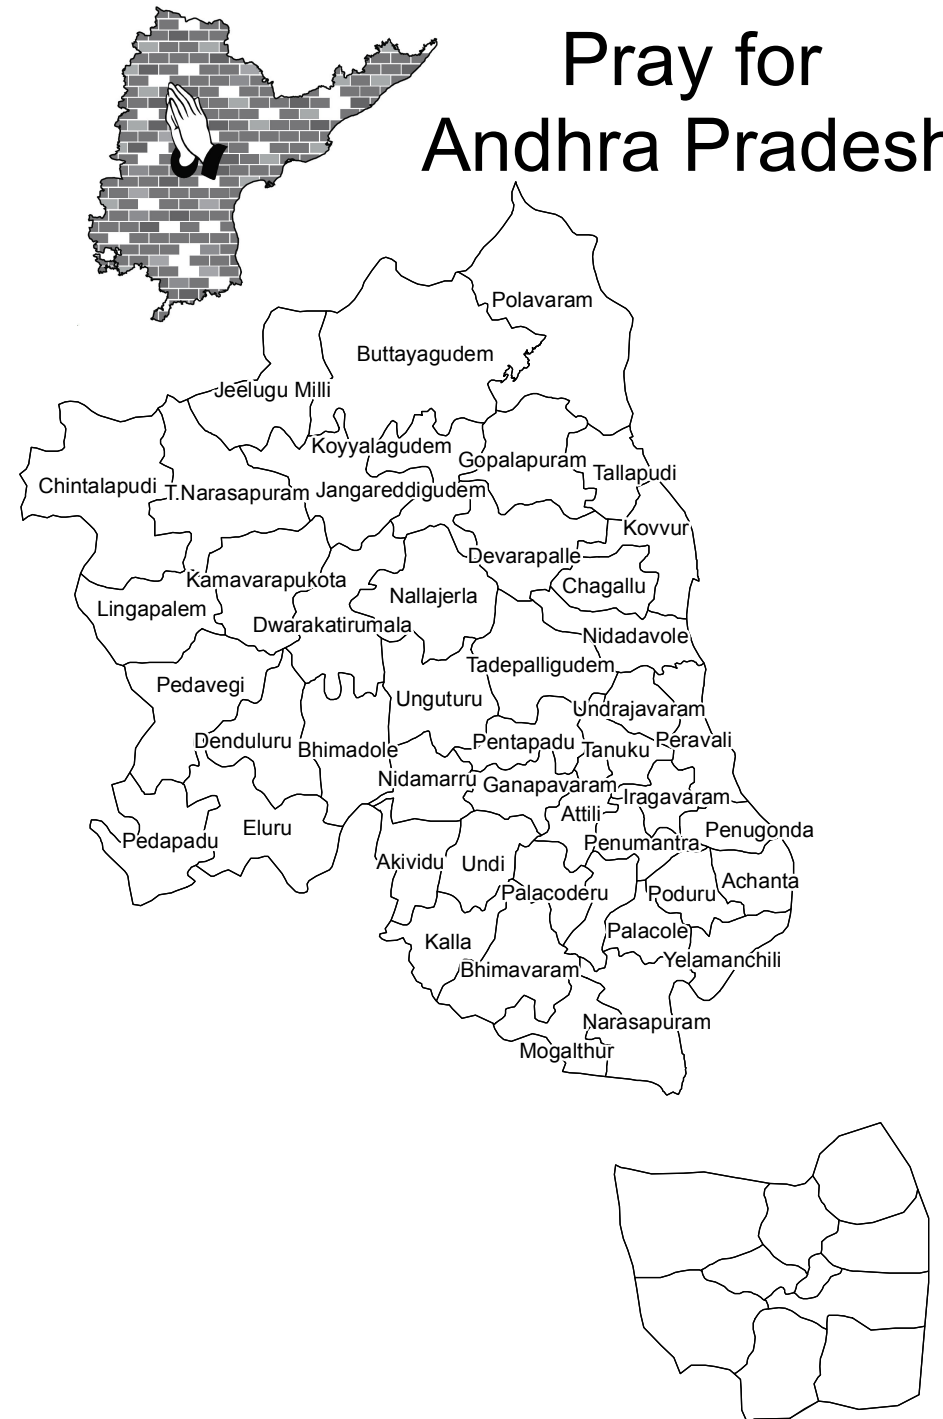 Pray for
Andhra Pradesh
Polavaram
Buttayagudem
Jeelugu Milli
Koyyalagudem
Gopalapuram
Tallapudi
Chintalapudi
T.Narasapuram
Jangareddigudem
Kovvur
Devarapalle
Kamavarapukota
Chagallu
Nallajerla
Lingapalem
Dwarakatirumala
Nidadavole
Tadepalligudem
Pedavegi
Unguturu
Undrajavaram
Denduluru
Bhimadole
Pentapadu
Tanuku
Peravali
Nidamarru
Ganapavaram
Iragavaram
Attili
Eluru
Penugonda
Pedapadu
Penumantra
Akividu
Undi
Achanta
Palacoderu
Poduru
Palacole
Kalla
Yelamanchili
Bhimavaram
Narasapuram
Mogalthur